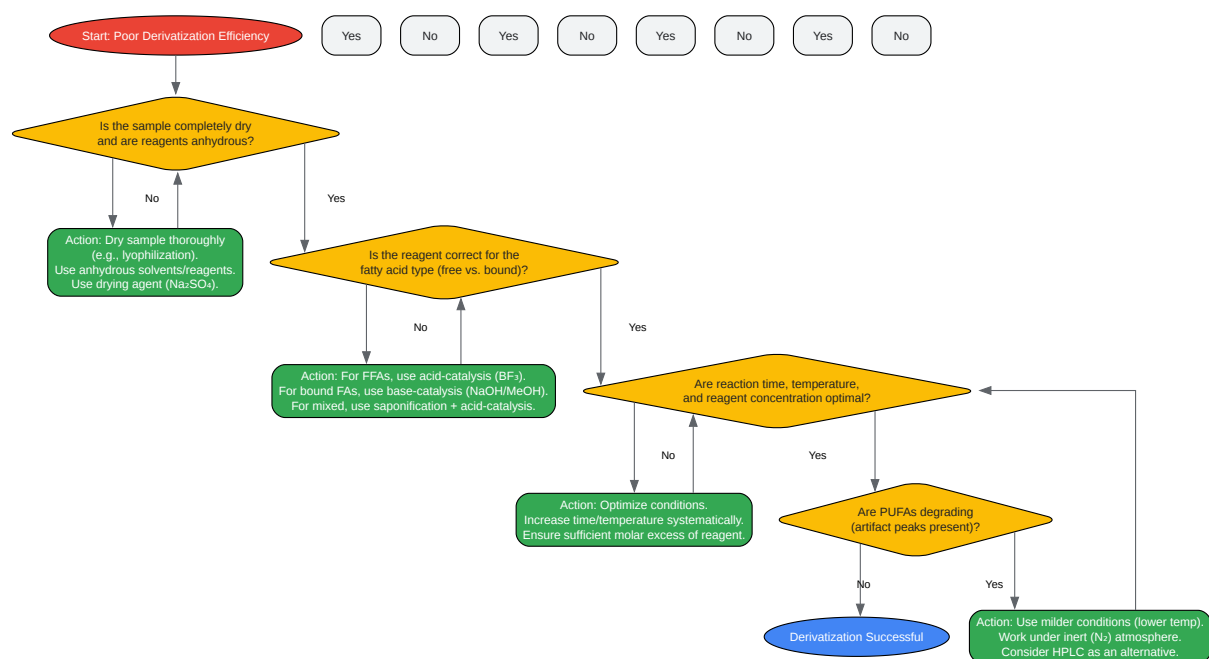 Start: Poor Derivatization Efficiency
Yes
No
Yes
No
Yes
No
Yes
No
Is the sample completely dry
and are reagents anhydrous?
No
Yes
Action: Dry sample thoroughly
(e.g., lyophilization).
Use anhydrous solvents/reagents.
Use drying agent (Na₂SO₄).
Is the reagent correct for the
fatty acid type (free vs. bound)?
No
Yes
Action: For FFAs, use acid-catalysis (BF₃).
For bound FAs, use base-catalysis (NaOH/MeOH).
For mixed, use saponification + acid-catalysis.
Are reaction time, temperature,
and reagent concentration optimal?
No
Yes
Action: Optimize conditions.
Increase time/temperature systematically.
Ensure sufficient molar excess of reagent.
Are PUFAs degrading
(artifact peaks present)?
No
Yes
Derivatization Successful
Action: Use milder conditions (lower temp).
Work under inert (N₂) atmosphere.
Consider HPLC as an alternative.